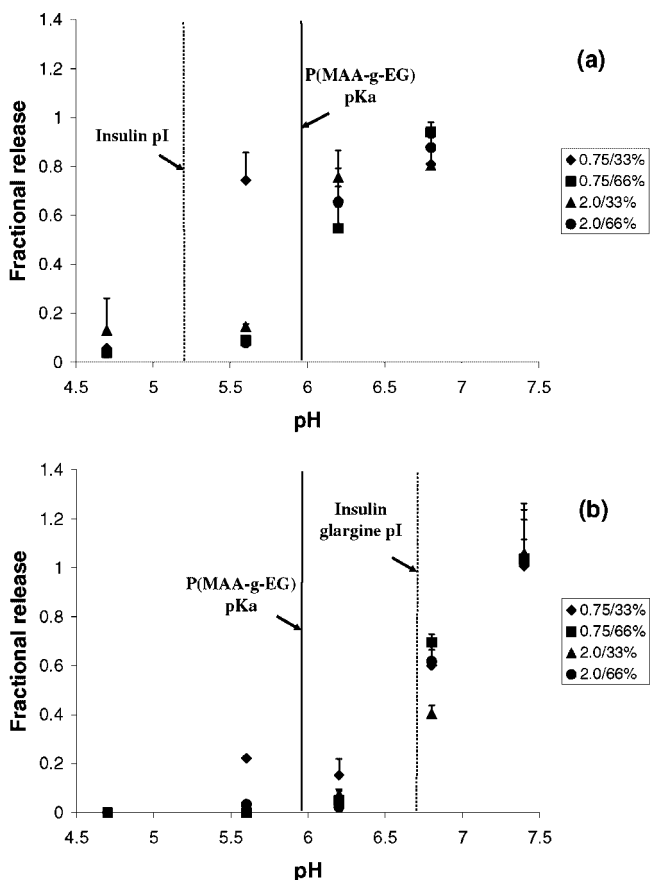 (a)
Fractional release
1.4
1.2
1
0.8
0.6
0.4
0.2
0
Insulin pI
P(MAA-g-EG)
pKa
0.75/33%
0.75/66%
2.0/33%
2.0/66%
4.5 5 5.5 6 6.5 7 7.5
pH
(b)
Fractional release
1.4
1.2
1
0.8
0.6
0.4
0.2
0
P(MAA-g-EG)
pKa
Insulin
glargine pI
0.75/33%
0.75/66%
2.0/33%
2.0/66%
4.5 5 5.5 6 6.5 7 7.5
pH